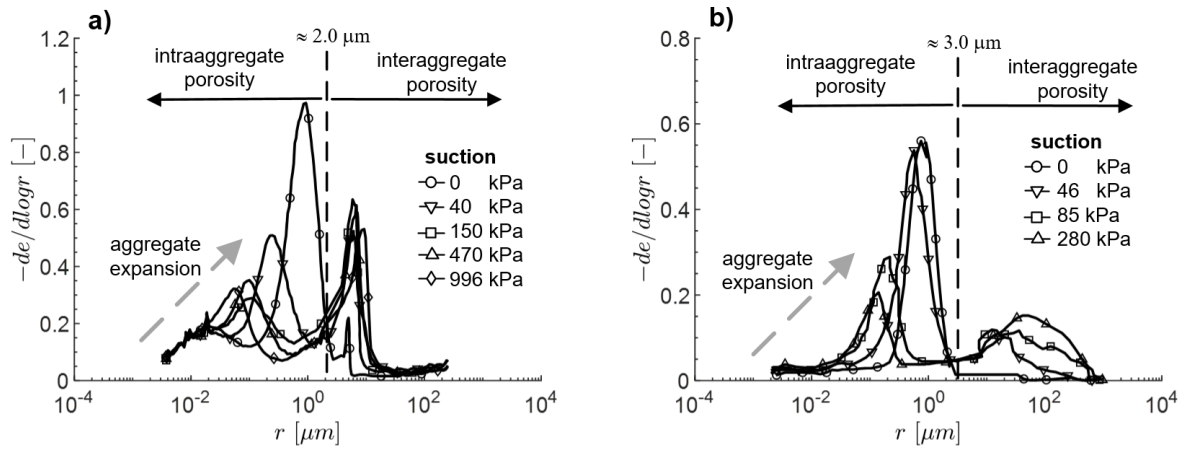 a)
≈ 2.0 µm
intraaggregate
porosity
interaggregate
porosity
suction
0 kPa
40 kPa
150 kPa
470 kPa
996 kPa
aggregate
expansion
1.2
1
0.8
0.6
0.4
0.2
0
-de/dlogr [-]
10-4
10-2
100
102
104
r [µm]
b)
≈ 3.0 µm
intraaggregate
porosity
interaggregate
porosity
suction
0 kPa
46 kPa
85 kPa
280 kPa
aggregate
expansion
0.8
0.6
0.4
0.2
0
-de/dlogr [-]
10-4
10-2
100
102
104
r [µm]